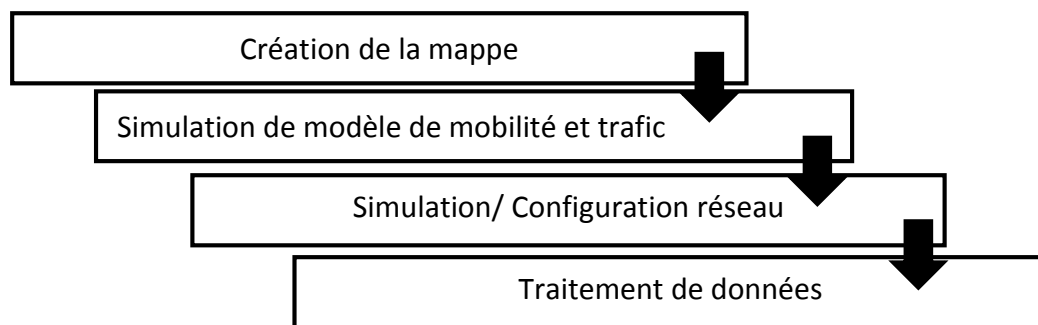 Création de la mappe
Simulation de modèle de mobilité et trafic
Simulation/ Configuration réseau
Traitement de données